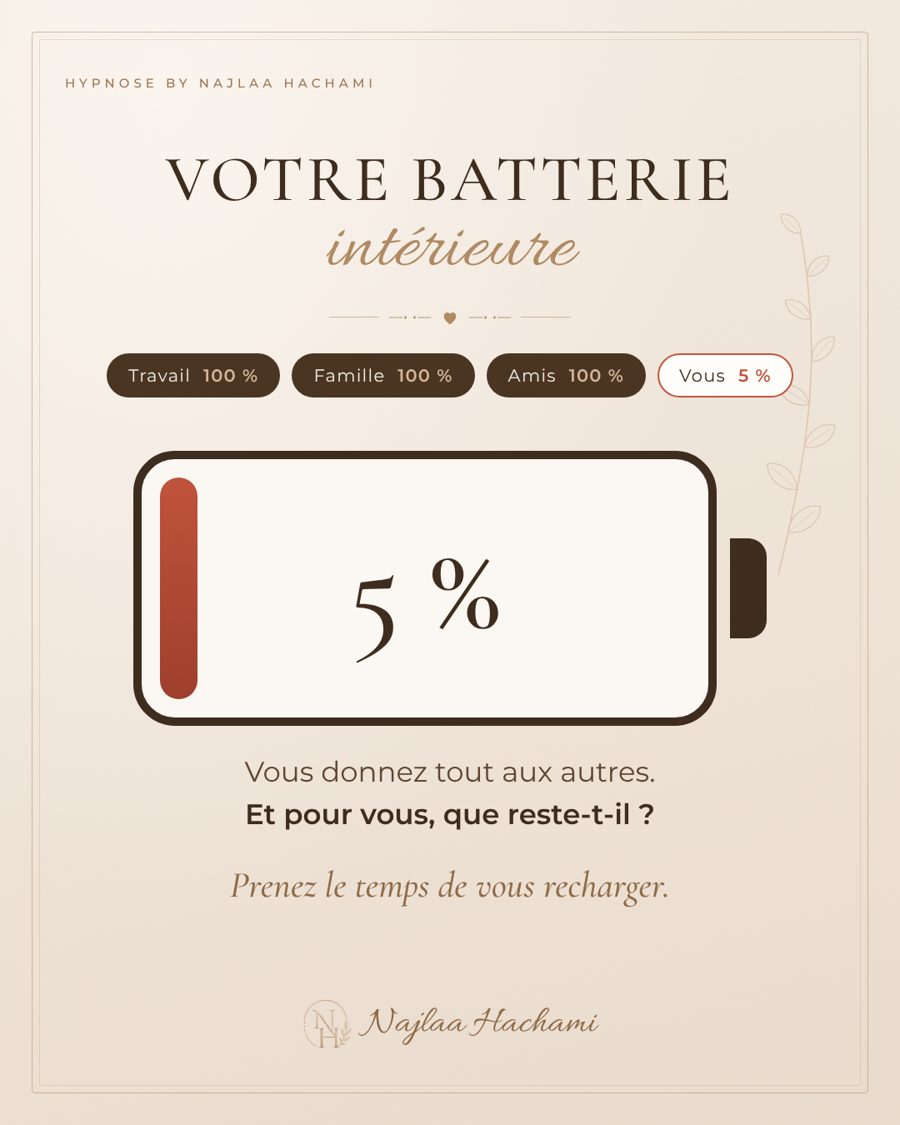 HYPNOSE BY NAJLAA HACHAMI
VOTRE BATTERIE
intérieure
Travail 100 % Famille 100 % Amis 100 % Vous 5 %
5 %
Vous donnez tout aux autres.
Et pour vous, que reste-t-il ?
Prenez le temps de vous recharger.
NH Najlaa Hachami